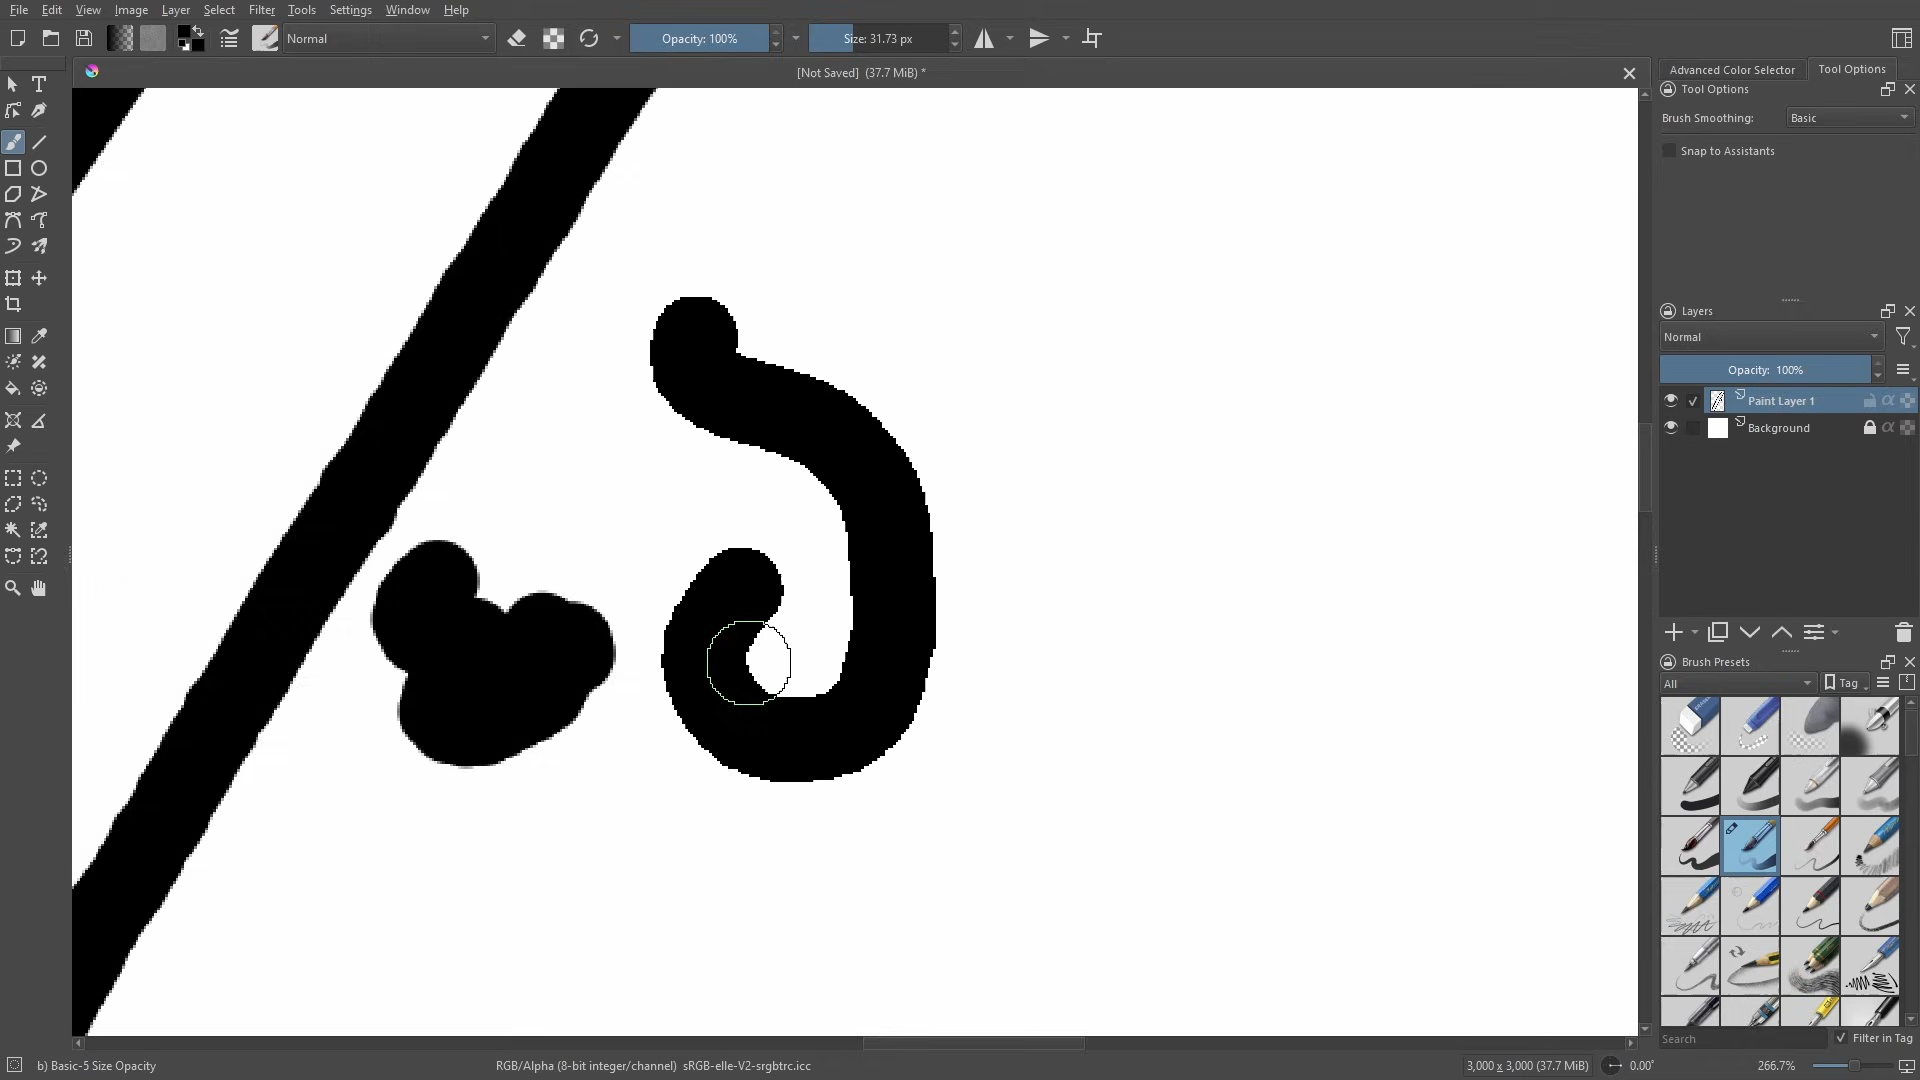 File Edit View Image Layer Select Filter Tools Settings Window Help
Normal Opacity: 100% Size: 31.73 px
[Not Saved] (37.7 MiB) *
Advanced Color Selector Tool Options
Tool Options
Brush Smoothing: Basic
Snap to Assistants
Layers
Normal
Opacity: 100%
Paint Layer 1
Background
Brush Presets
All Tag
Search Filter in Tag
b) Basic-5 Size Opacity RGB/Alpha (8-bit integer/channel) sRGB-elle-V2-srgbtrc.icc 3,000 x 3,000 (37.7 MiB) 0.00° 266.7%